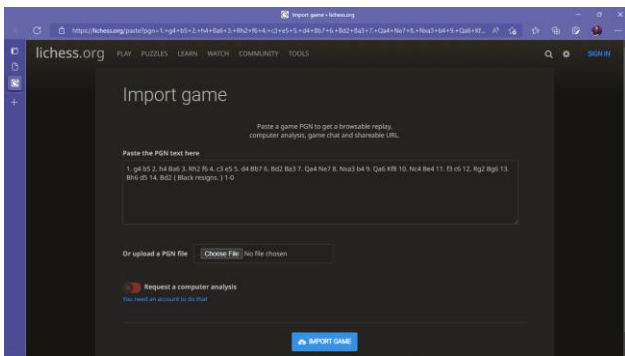 Import game • lichess.org
https://lichess.org/paste?pgn=1.+g4+b5+2.+h4+Ba6+3.+Rh2+f6+4.+c3+e5+5.+d4+Bb7+6.+Bd2+Ba3+7.+Qa4+Ne7+8.+Nxa3+b4+9.+Qa6+Kf...
lichess.org PLAY PUZZLES LEARN WATCH COMMUNITY TOOLS SIGN IN
Import game
Paste a game PGN to get a browsable replay,
computer analysis, game chat and shareable URL.
Paste the PGN text here
1. g4 b5 2. h4 Ba6 3. Rh2 f6 4. c3 e5 5. d4 Bb7 6. Bd2 Ba3 7. Qa4 Ne7 8. Nxa3 b4 9. Qa6 Kf8 10. Nc4 Be4 11. f3 c6 12. Rg2 Bg6 13.
Bh6 d5 14. Bd2 { Black resigns. } 1-0
Or upload a PGN file Choose File No file chosen
Request a computer analysis
You need an account to do that
IMPORT GAME